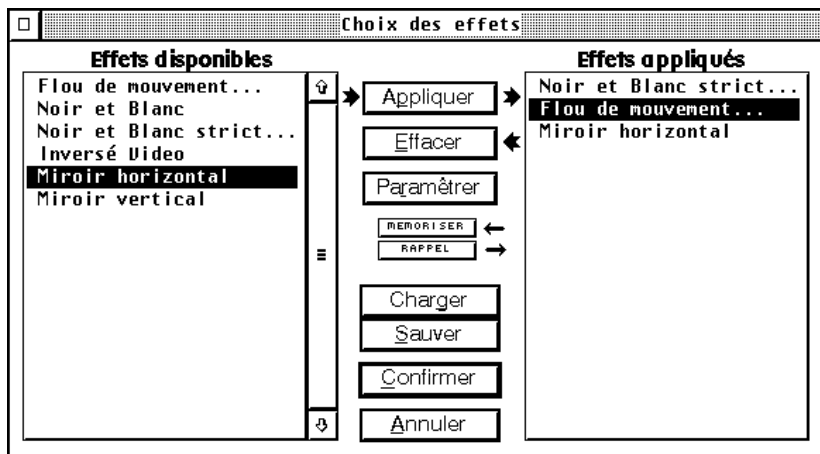 Choix des effets
Effets disponibles
Flou de mouvement...
Noir et Blanc
Noir et Blanc strict...
Inversé Video
Miroir horizontal
Miroir vertical
Appliquer
Effacer
Paramêtrer
MEMORISER
RAPPEL
Charger
Sauver
Confirmer
Annuler
Effets appliqués
Noir et Blanc strict...
Flou de mouvement...
Miroir horizontal